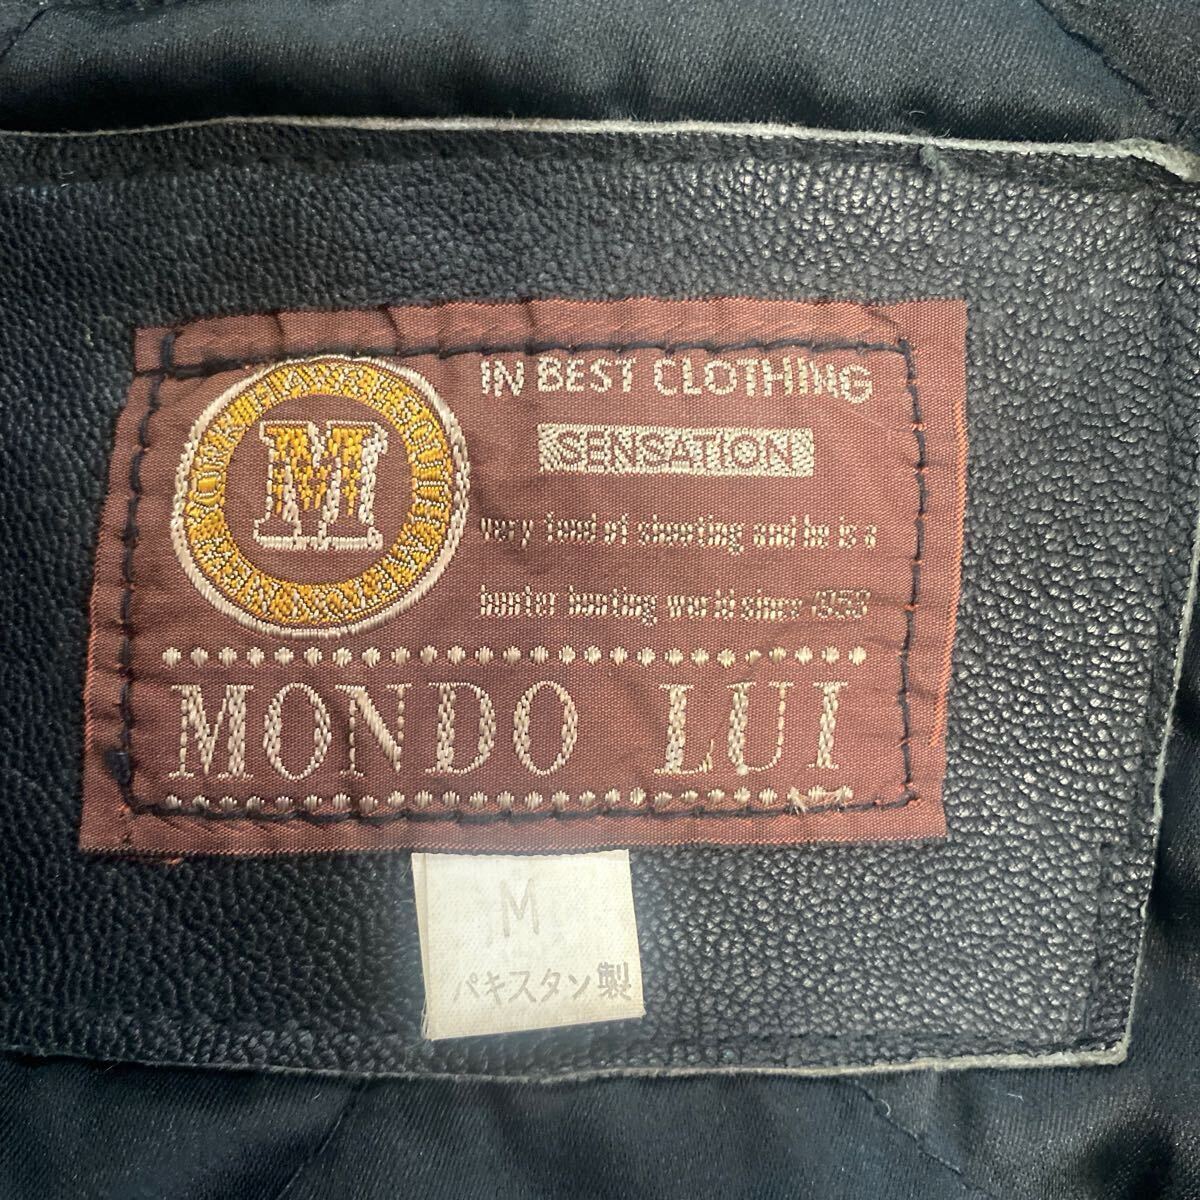 IN BEST CLOTHING
SENSATION
very fond of shooting and he is a
hunter hunting world since
M
MONDO LUI
M
パキスタン製